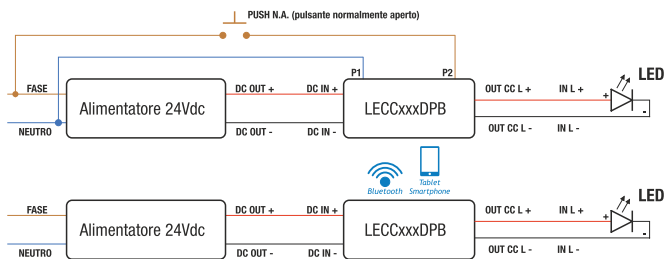 PUSH N.A. (pulsante normalmente aperto)
P1 P2
FASE DC OUT + DC IN + OUT CC L + IN L + LED
Alimentatore 24Vdc LECCxxxDPB + -
NEUTRO DC OUT - DC IN - OUT CC L - IN L -
Bluetooth Tablet
Smartphone
FASE DC OUT + DC IN + OUT CC L + IN L + LED
Alimentatore 24Vdc LECCxxxDPB + -
NEUTRO DC OUT - DC IN - OUT CC L - IN L -